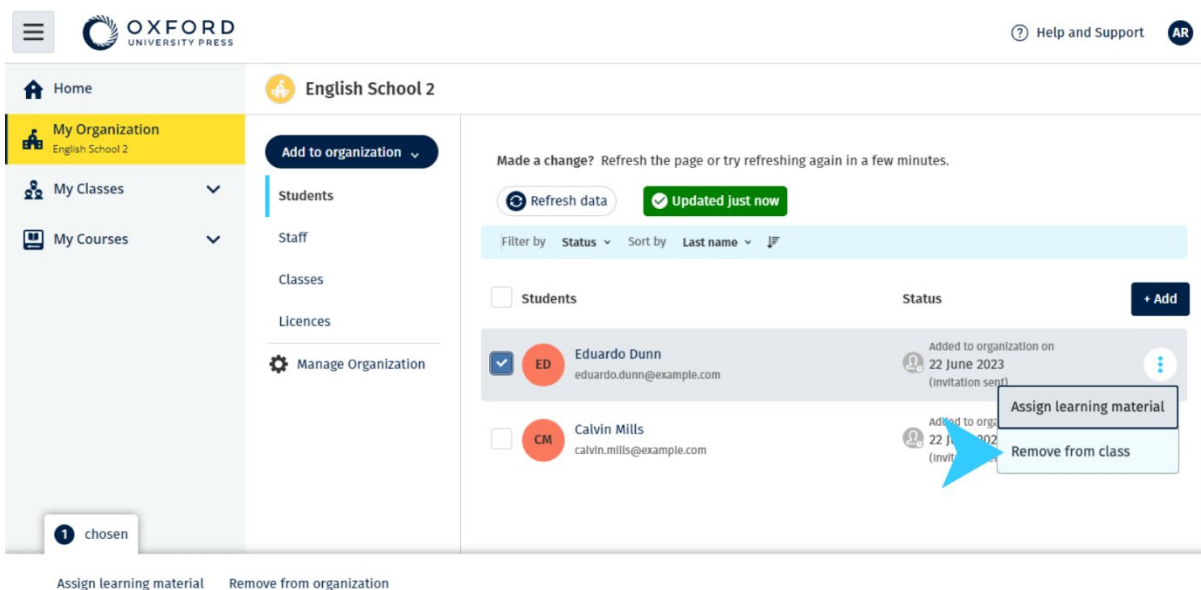 OXFORD
UNIVERSITY PRESS
Help and Support
AR
Home
My Organization
English School 2
My Classes
My Courses
English School 2
Add to organization
Students
Staff
Classes
Licences
Manage Organization
Made a change? Refresh the page or try refreshing again in a few minutes.
Refresh data
Updated just now
Filter by Status Sort by Last name
Students
Status
+ Add
ED
Eduardo Dunn
eduardo.dunn@example.com
Added to organization on
22 June 2023
(Invitation sent)
Assign learning material
Remove from class
CM
Calvin Mills
calvin.mills@example.com
Added to
22
1 chosen
Assign learning material Remove from organization